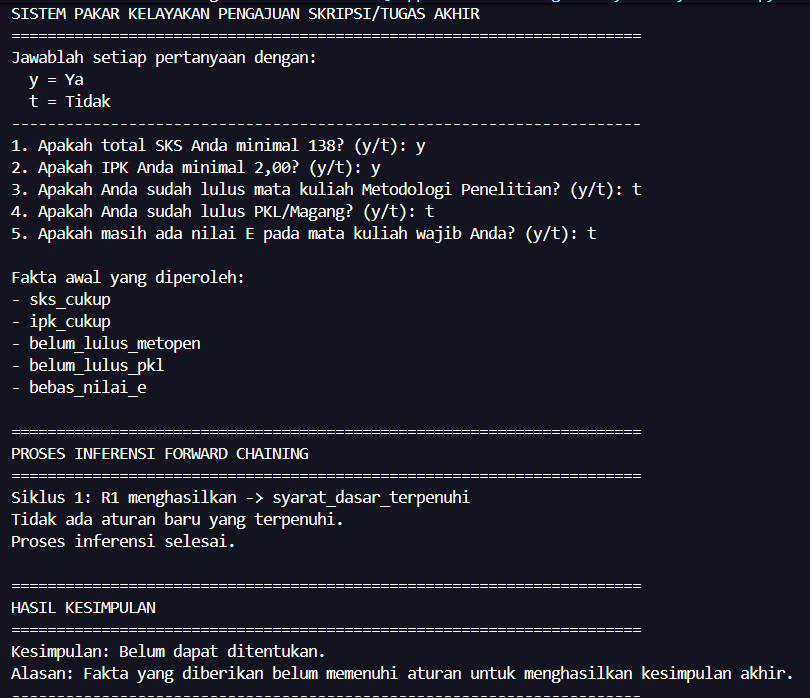 SISTEM PAKAR KELAYAKAN PENGAJUAN SKRIPSI/TUGAS AKHIR
======================================================================
Jawablah setiap pertanyaan dengan:
  y = Ya
  t = Tidak
----------------------------------------------------------------------
1. Apakah total SKS Anda minimal 138? (y/t): y
2. Apakah IPK Anda minimal 2,00? (y/t): y
3. Apakah Anda sudah lulus mata kuliah Metodologi Penelitian? (y/t): t
4. Apakah Anda sudah lulus PKL/Magang? (y/t): t
5. Apakah masih ada nilai E pada mata kuliah wajib Anda? (y/t): t

Fakta awal yang diperoleh:
- sks_cukup
- ipk_cukup
- belum_lulus_metopen
- belum_lulus_pkl
- bebas_nilai_e

======================================================================
PROSES INFERENSI FORWARD CHAINING
======================================================================
Siklus 1: R1 menghasilkan -> syarat_dasar_terpenuhi
Tidak ada aturan baru yang terpenuhi.
Proses inferensi selesai.

======================================================================
HASIL KESIMPULAN
======================================================================
Kesimpulan: Belum dapat ditentukan.
Alasan: Fakta yang diberikan belum memenuhi aturan untuk menghasilkan kesimpulan akhir.
----------------------------------------------------------------------